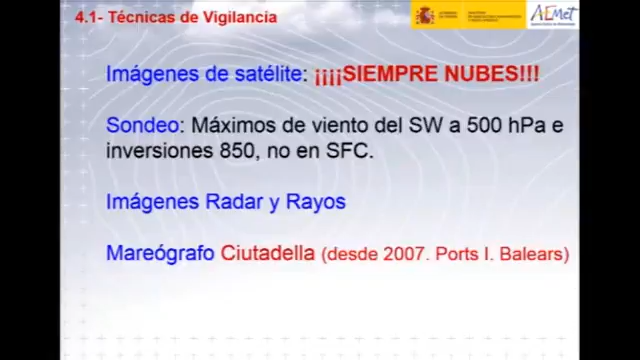 4.1- Técnicas de Vigilancia
AEMet
Imágenes de satélite: ¡¡¡¡SIEMPRE NUBES!!!
Sondeo: Máximos de viento del SW a 500 hPa e
inversiones 850, no en SFC.
Imágenes Radar y Rayos
Mareógrafo Ciutadella (desde 2007. Ports I. Balears)